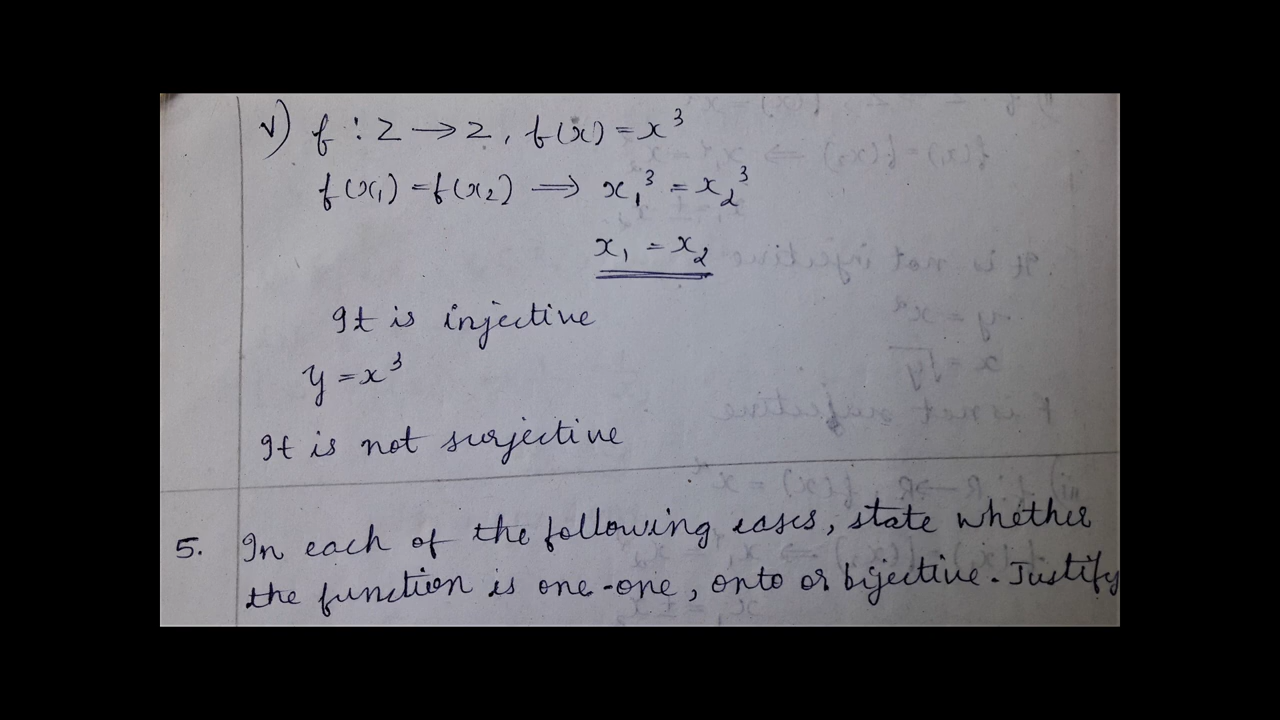 v) f : Z → Z, f(x) = x³
f(x₁) = f(x₂) ⟹ x₁³ = x₂³
x₁ = x₂
It is injective
y = x³
It is not surjective
5. In each of the following cases, state whether
the function is one-one, onto or bijective. Justify